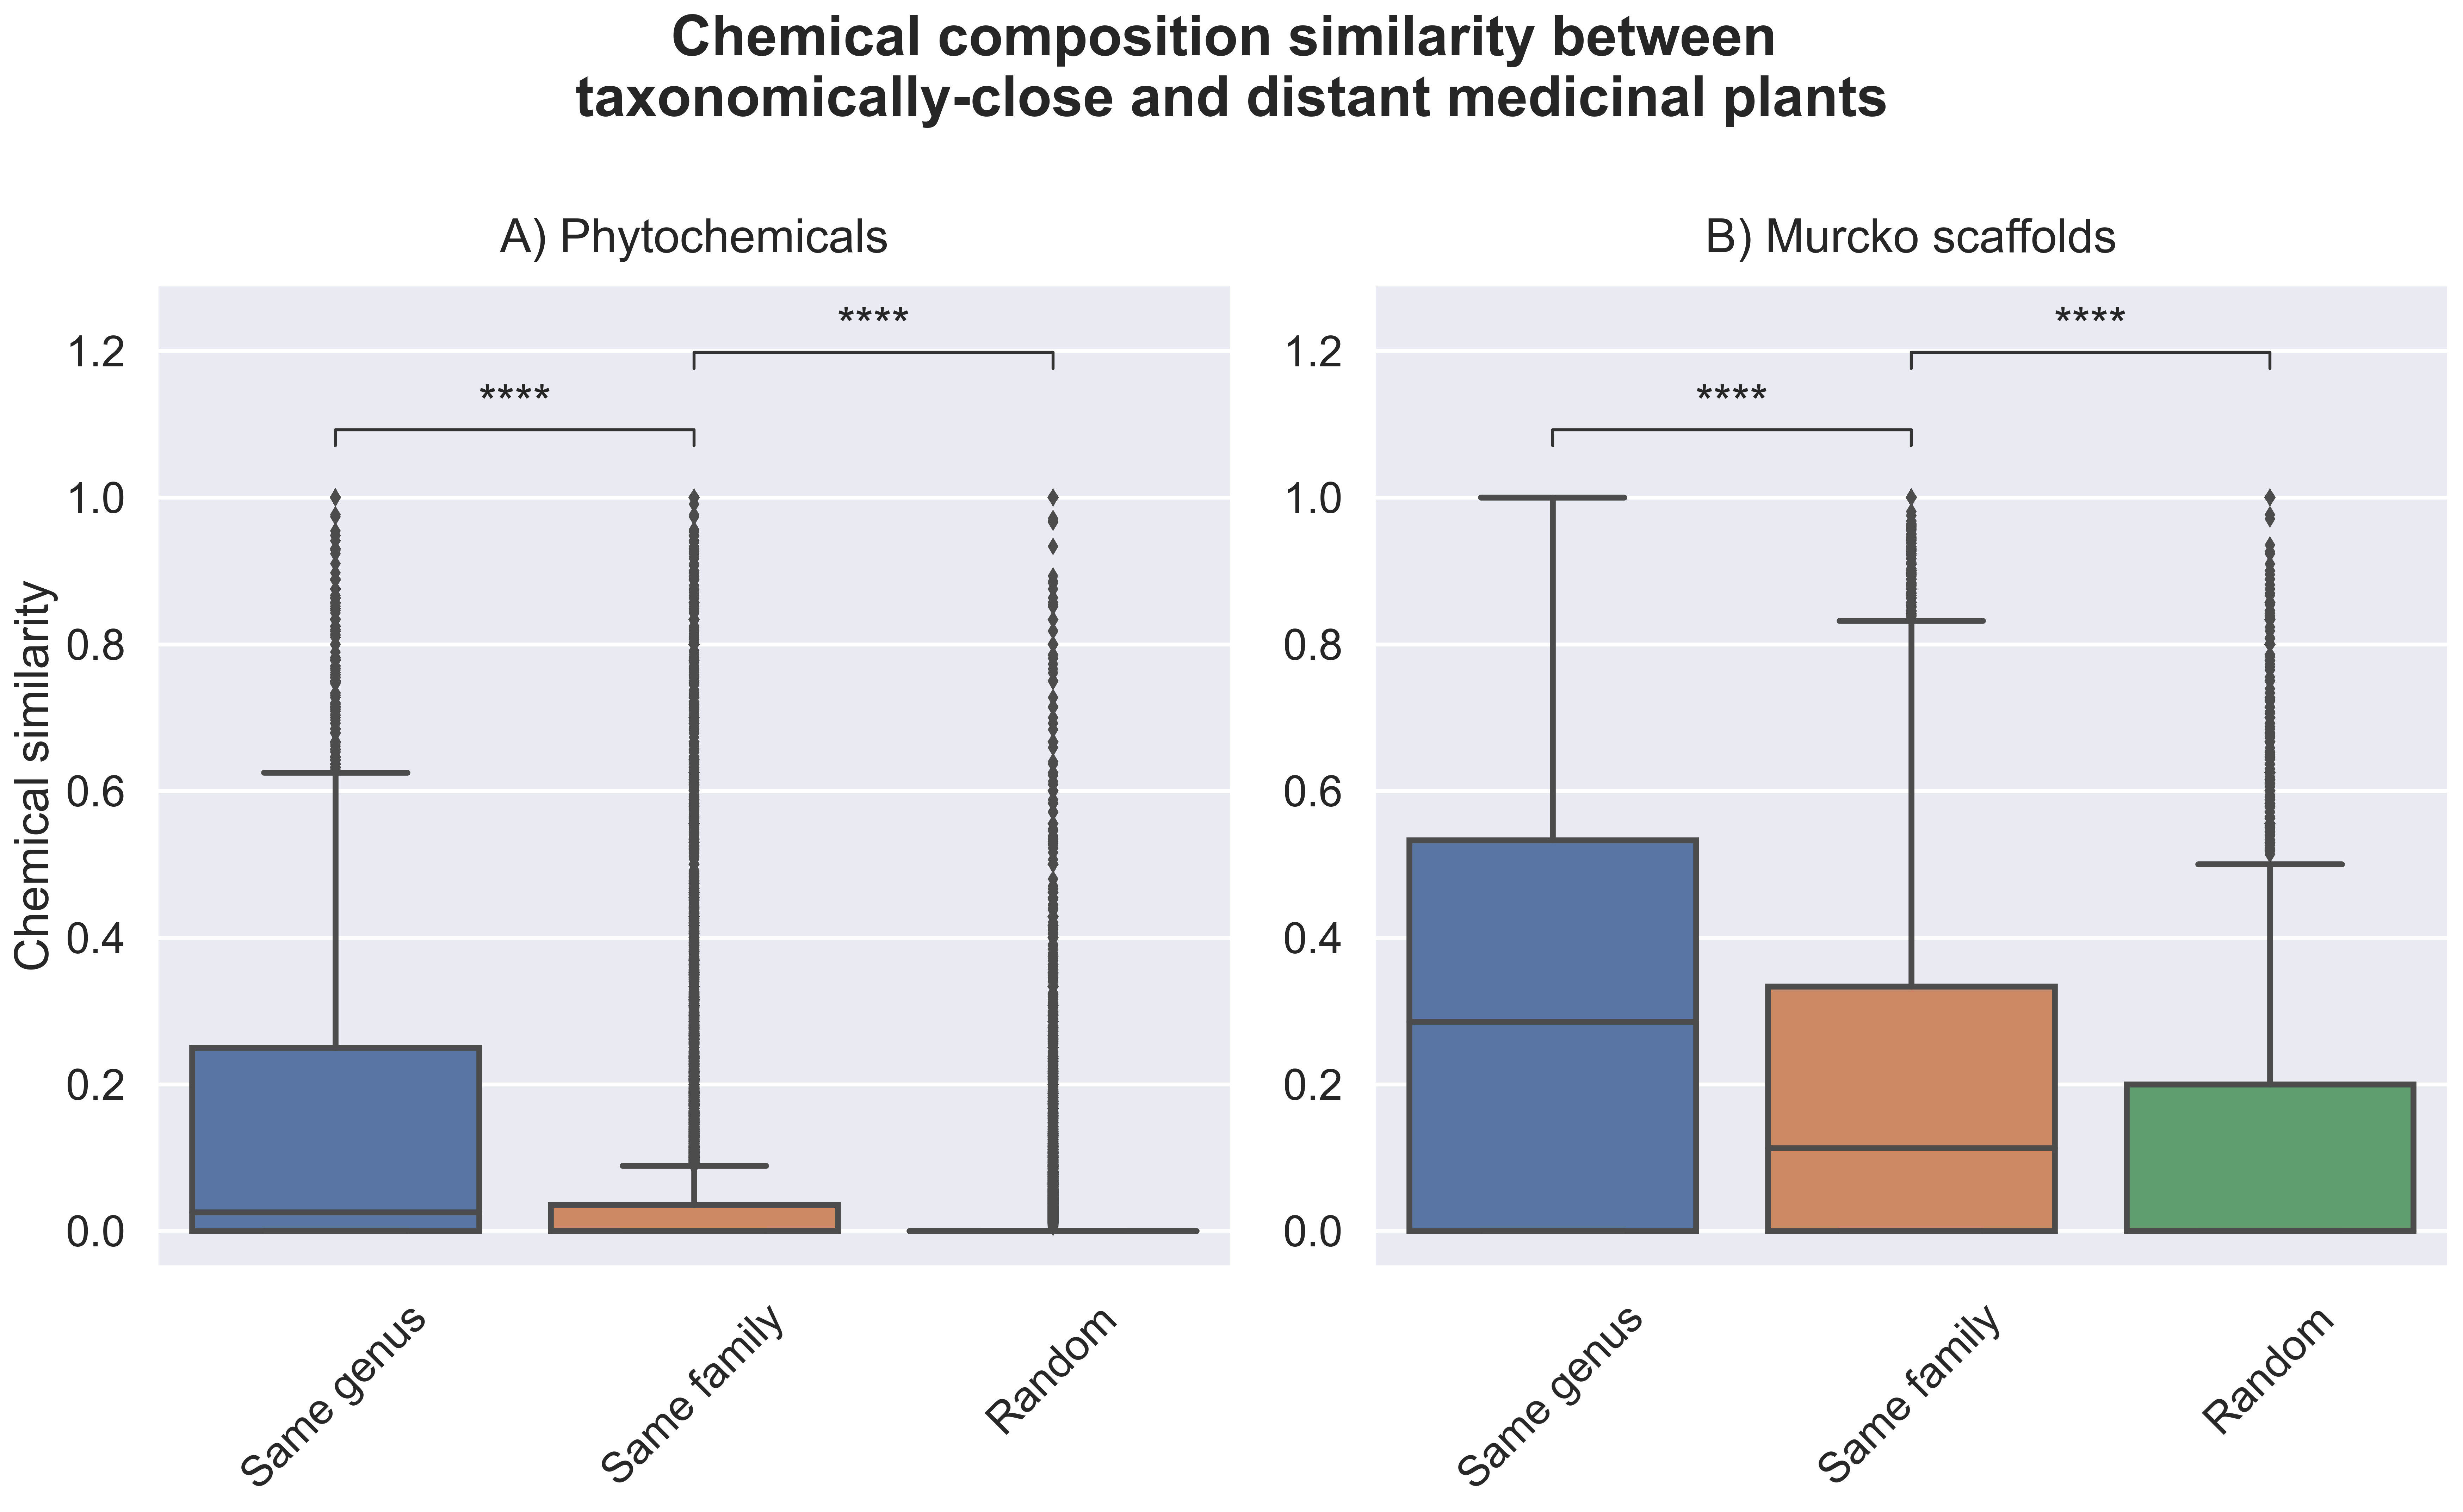 Chemical composition similarity between
taxonomically-close and distant medicinal plants
A) Phytochemicals
B) Murcko scaffolds
Chemical similarity
1.2
1.0
0.8
0.6
0.4
0.2
0.0
****
****
Same genus
Same familiy
Random
1.2
1.0
0.8
0.6
0.4
0.2
0.0
****
****
Same genus
Same familiy
Random